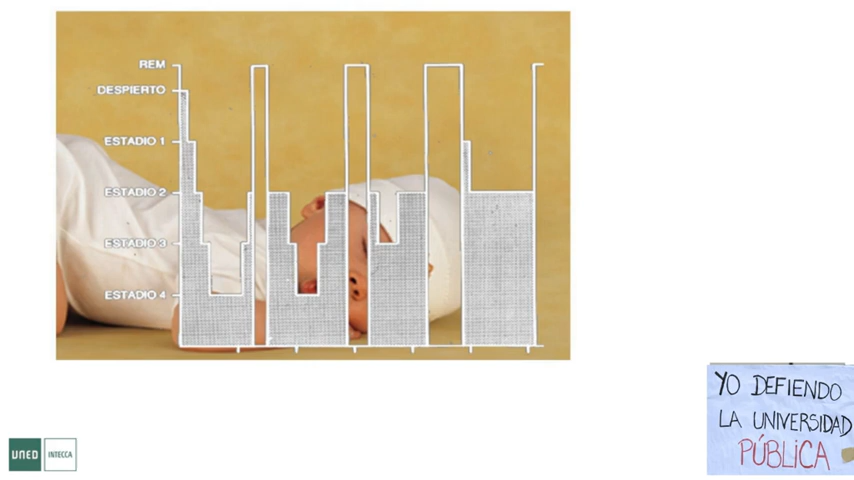 REM
DESPIERTO
ESTADIO 1
ESTADIO 2
ESTADIO 3
ESTADIO 4
UNED
INTECCA
YO DEFIENDO
LA UNIVERSIDAD
PÚBLICA